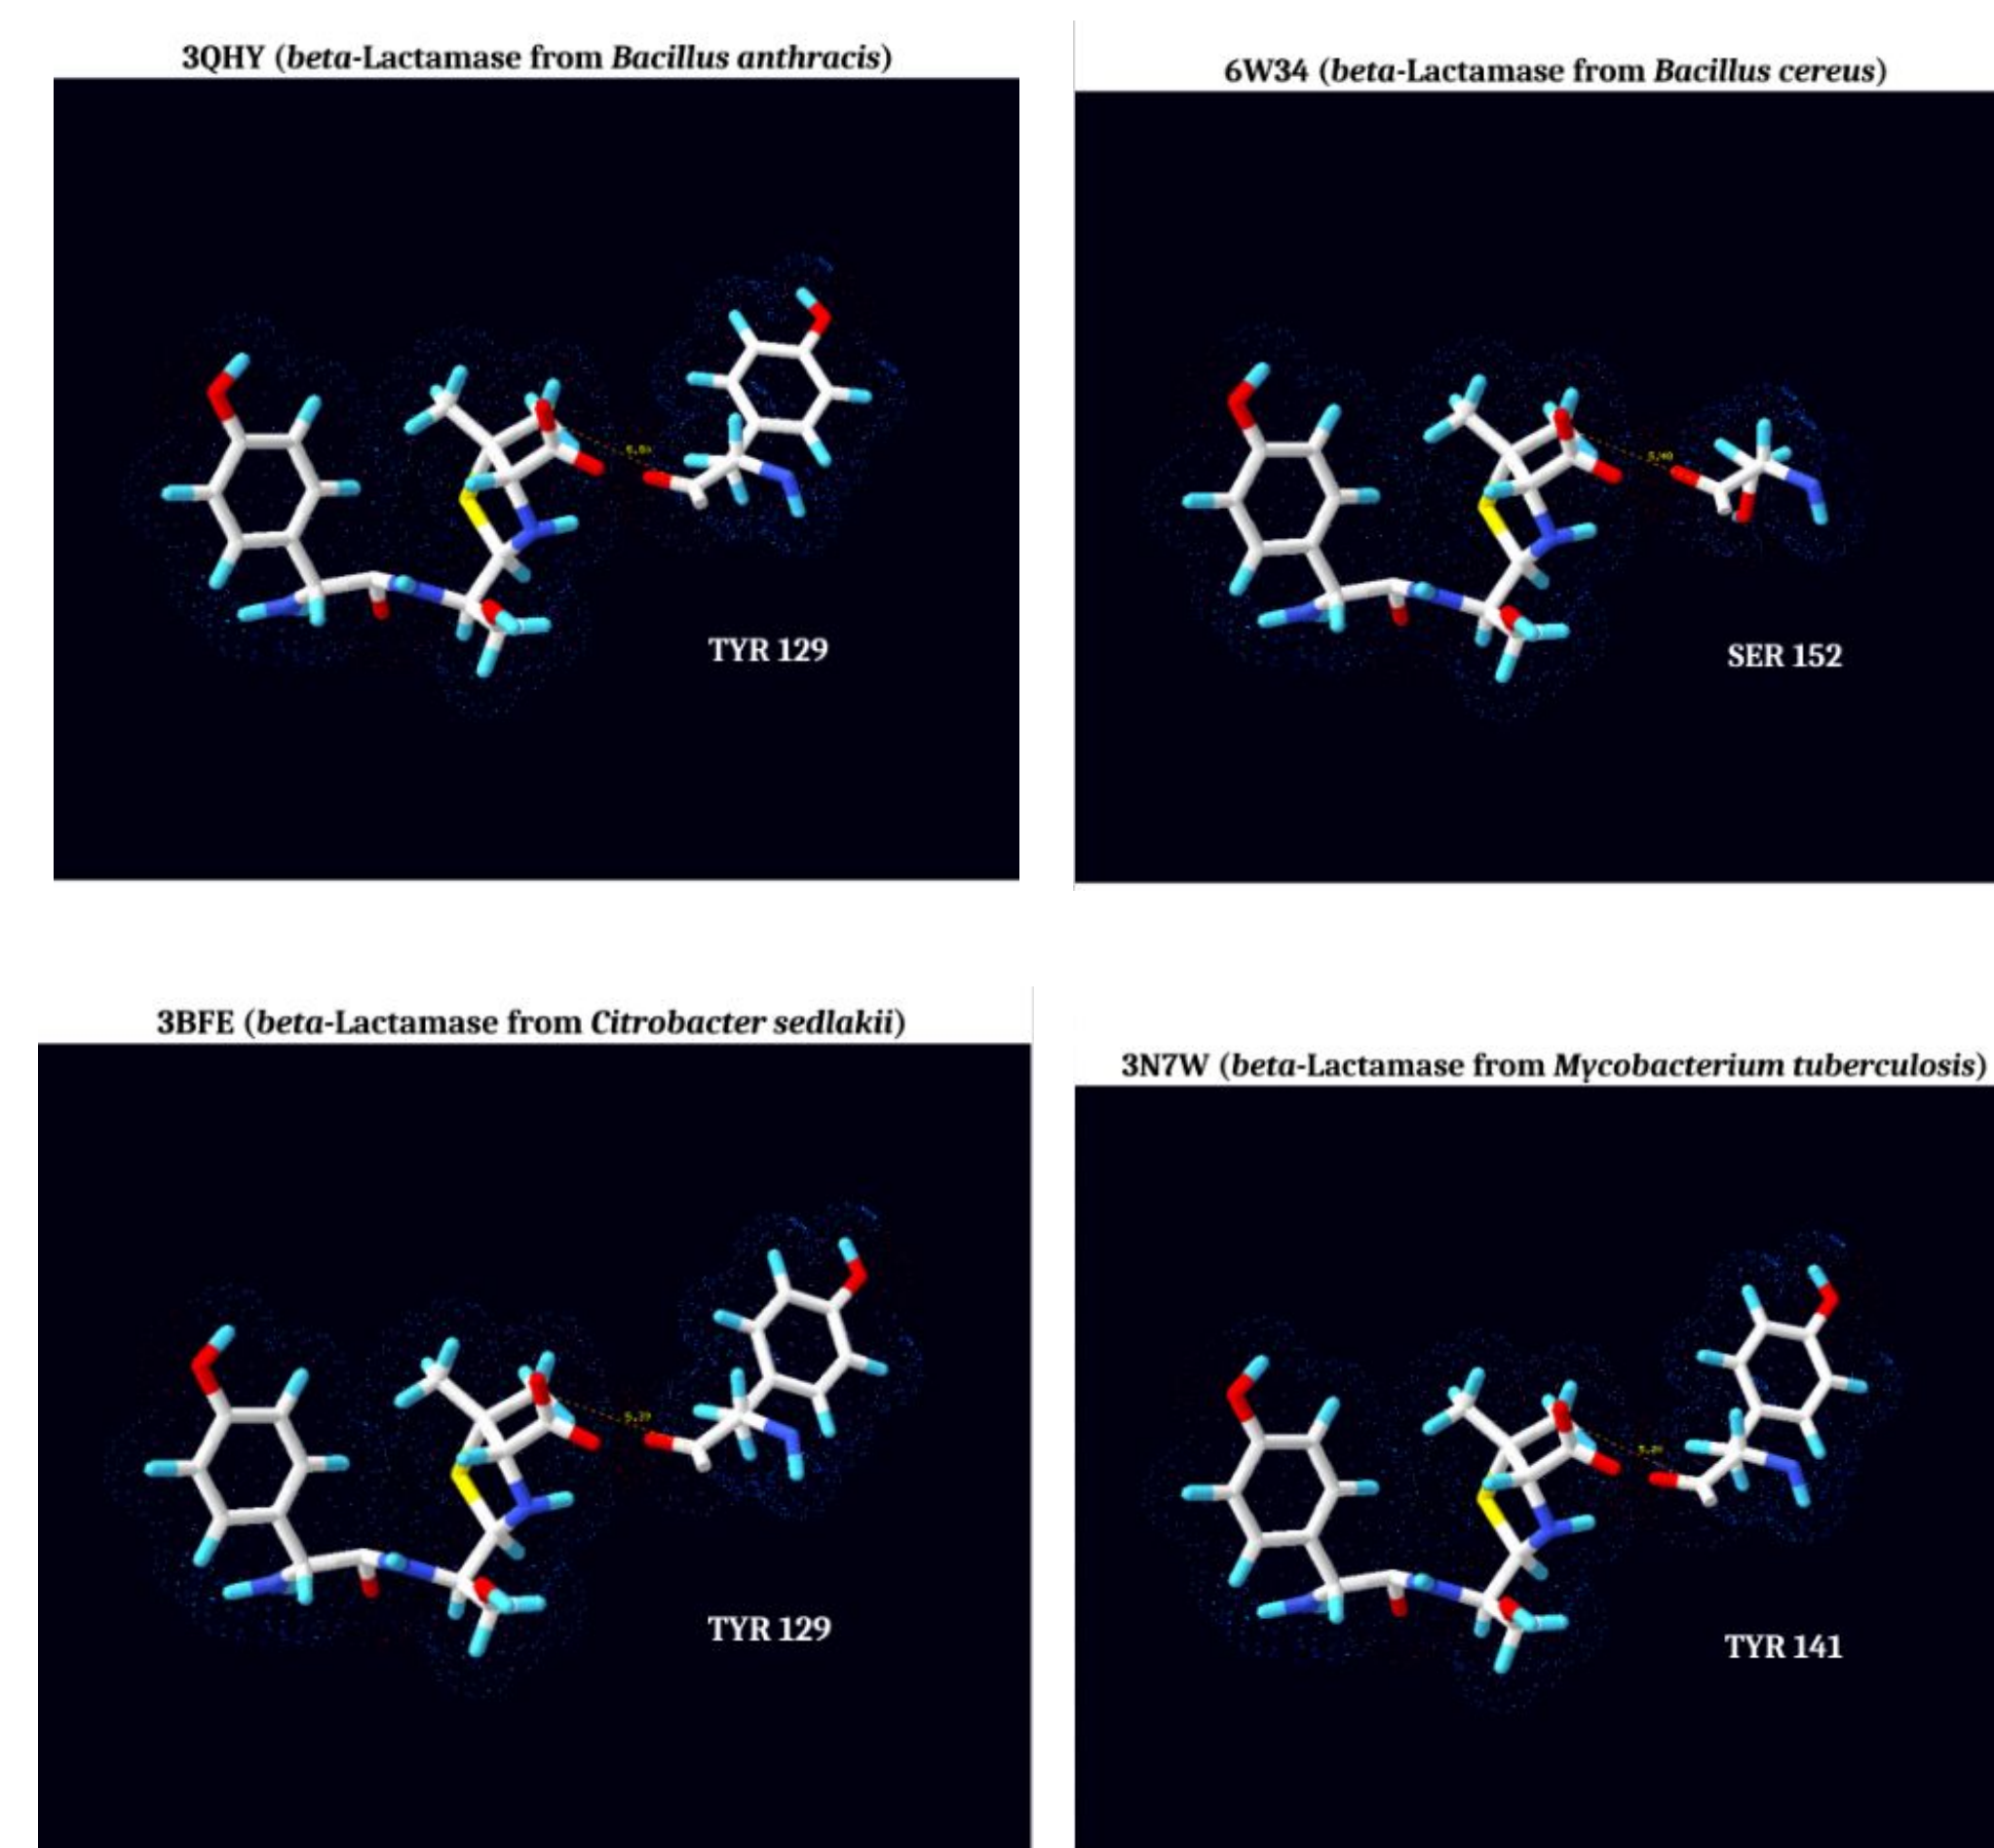 3QHY (beta-Lactamase from Bacillus anthracis)
TYR 129
6W34 (beta-Lactamase from Bacillus cereus)
SER 152
3BFE (beta-Lactamase from Citrobacter sedlakii)
TYR 129
3N7W (beta-Lactamase from Mycobacterium tuberculosis)
TYR 141